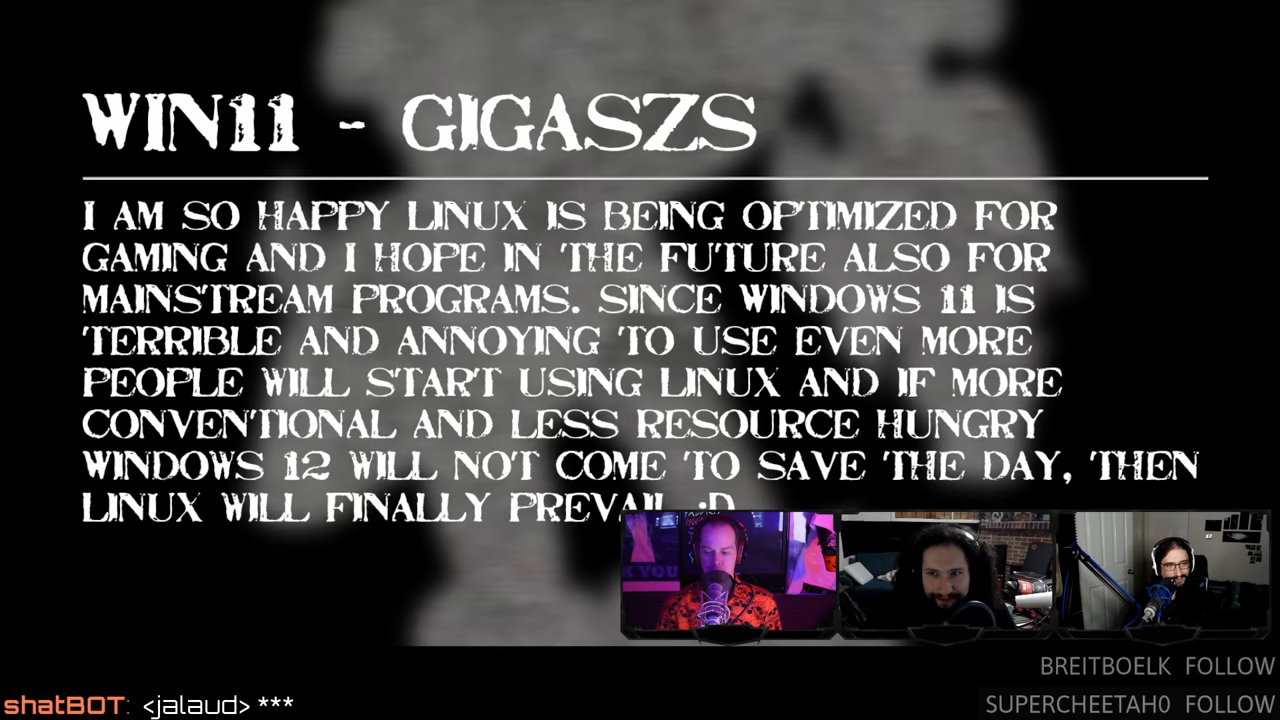 WIN11 - GIGASZS
I AM SO HAPPY LINUX IS BEING OPTIMIZED FOR
GAMING AND I HOPE IN THE FUTURE ALSO FOR
MAINSTREAM PROGRAMS. SINCE WINDOWS 11 IS
TERRIBLE AND ANNOYING TO USE EVEN MORE
PEOPLE WILL START USING LINUX AND IF MORE
CONVENTIONAL AND LESS RESOURCE HUNGRY
WINDOWS 12 WILL NOT COME TO SAVE THE DAY, THEN
LINUX WILL FINALLY PREVAIL :D
YOU
BREITBOELK FOLLOW
shatBOT: <jalaud> ***
SUPERCHEETAH0 FOLLOW